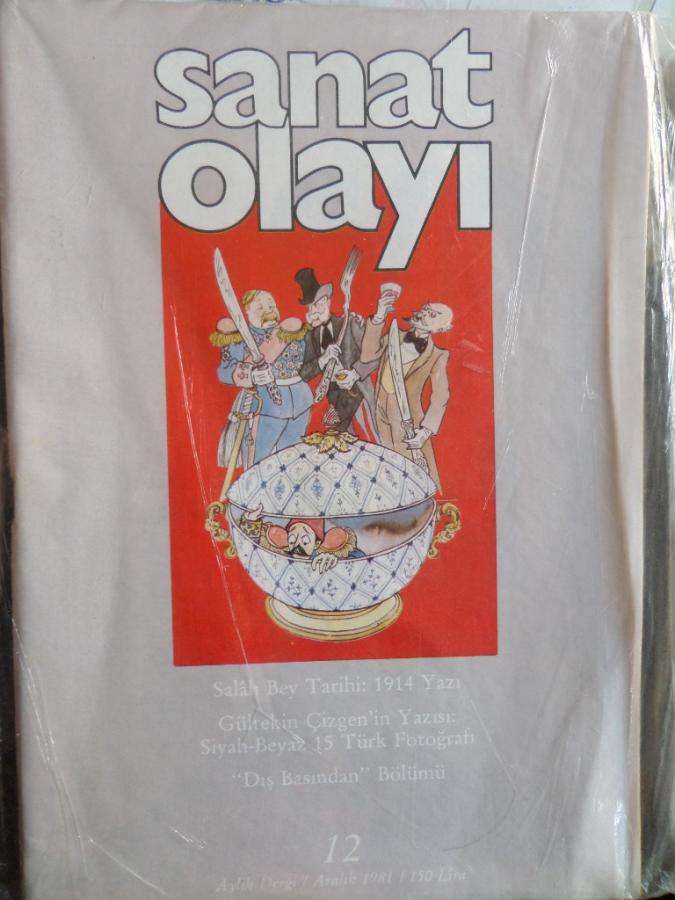 sanat
olayı
Salâh Bey Tarihi: 1914 Yazı
Gültekin Çizgen'in Yazısı:
Siyah-Beyaz 15 Türk Fotoğrafı
"Dış Basından" Bölümü
12
Aylık Dergi / Aralık 1981 / 150 Lira